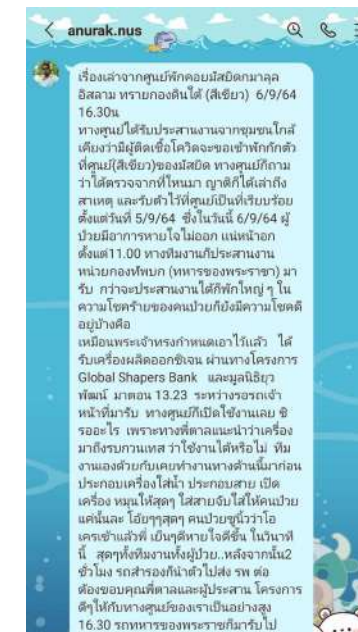 anurak.nus
เรื่องเล่าจากศูนย์พักคอยมัสยิดกมาลุล
อิสลาม ทรายกองดินใต้ (สีเขียว) 6/9/64
16.30น
ทางศูนย์ได้รับประสานงานจากชุมชนใกล้
เคียงว่ามีผู้ติดเชื้อโควิดจะขอเข้าพักกักตัว
ที่ศูนย์(สีเขียว)ของมัสยิด ทางศูนย์ก็ถาม
ว่าได้ตรวจจากที่ไหนมา ญาติก็ได้เล่าถึง
สาเหตุ และรับตัวไว้ที่ศูนย์เป็นที่เรียบร้อย
ตั้งแต่วันที่ 5/9/64 ซึ่งในวันนี้ 6/9/64 ผู้
ป่วยมีอาการหายใจไม่ออก แน่นหน้าอก
ตั้งแต่11.00 ทางทีมงานก็ประสานงาน
หน่วยกองทัพบก (ทหารของพระราชา) มา
รับ กว่าจะประสานงานได้ก็พักใหญ่ ๆ ใน
ความโชคร้ายของคนป่วยก็ยังมีความโชคดี
อยู่บ้างคือ
เหมือนพระเจ้าทรงกำหนดเอาไว้แล้ว ได้
รับเครื่องผลิตออกซิเจน ผ่านทางโครงการ
Global Shapers Bank และมูลนิธิยุว
พัฒน์ มาตอน 13.23 ระหว่างรอรถเจ้า
หน้าที่มารับ ทางศูนย์ก็เปิดใช้งานเลย ชิ
รออะไร เพราะทางพี่ตาลแนะนำว่าเครื่อง
มาถึงรบกวนเทส ว่าใช้งานได้หรือไม่ ทีม
งานเองด้วยกับเคยทำงานทางด้านนี้มาก่อน
ประกอบเครื่องใส่น้ำ ประกอบสาย เปิด
เครื่อง หมุนให้สุดๆ ใส่สายจับใส่ให้คนป่วย
แค่นั้นละ โอ้ยๆๆสุดๆ คนป่วยชูนิ้วว่าโอ
เครเข้าแล้วพี่ เย็นๆดีหายใจดีขึ้น ในวินาที
นี้ สุดๆทั้งทีมงานทั้งผู้ป่วย..หลังจากนั้น2
ชั่วโมง รถสำรองก็นำตัวไปส่ง รพ ต่อ
ต้องขอบคุณพี่ตาลและผู้ประสาน โครงการ
ดีๆให้กับทางศูนย์ของเราเป็นอย่างสูง
16.30 รถทหารของพระราชก็มารับไป